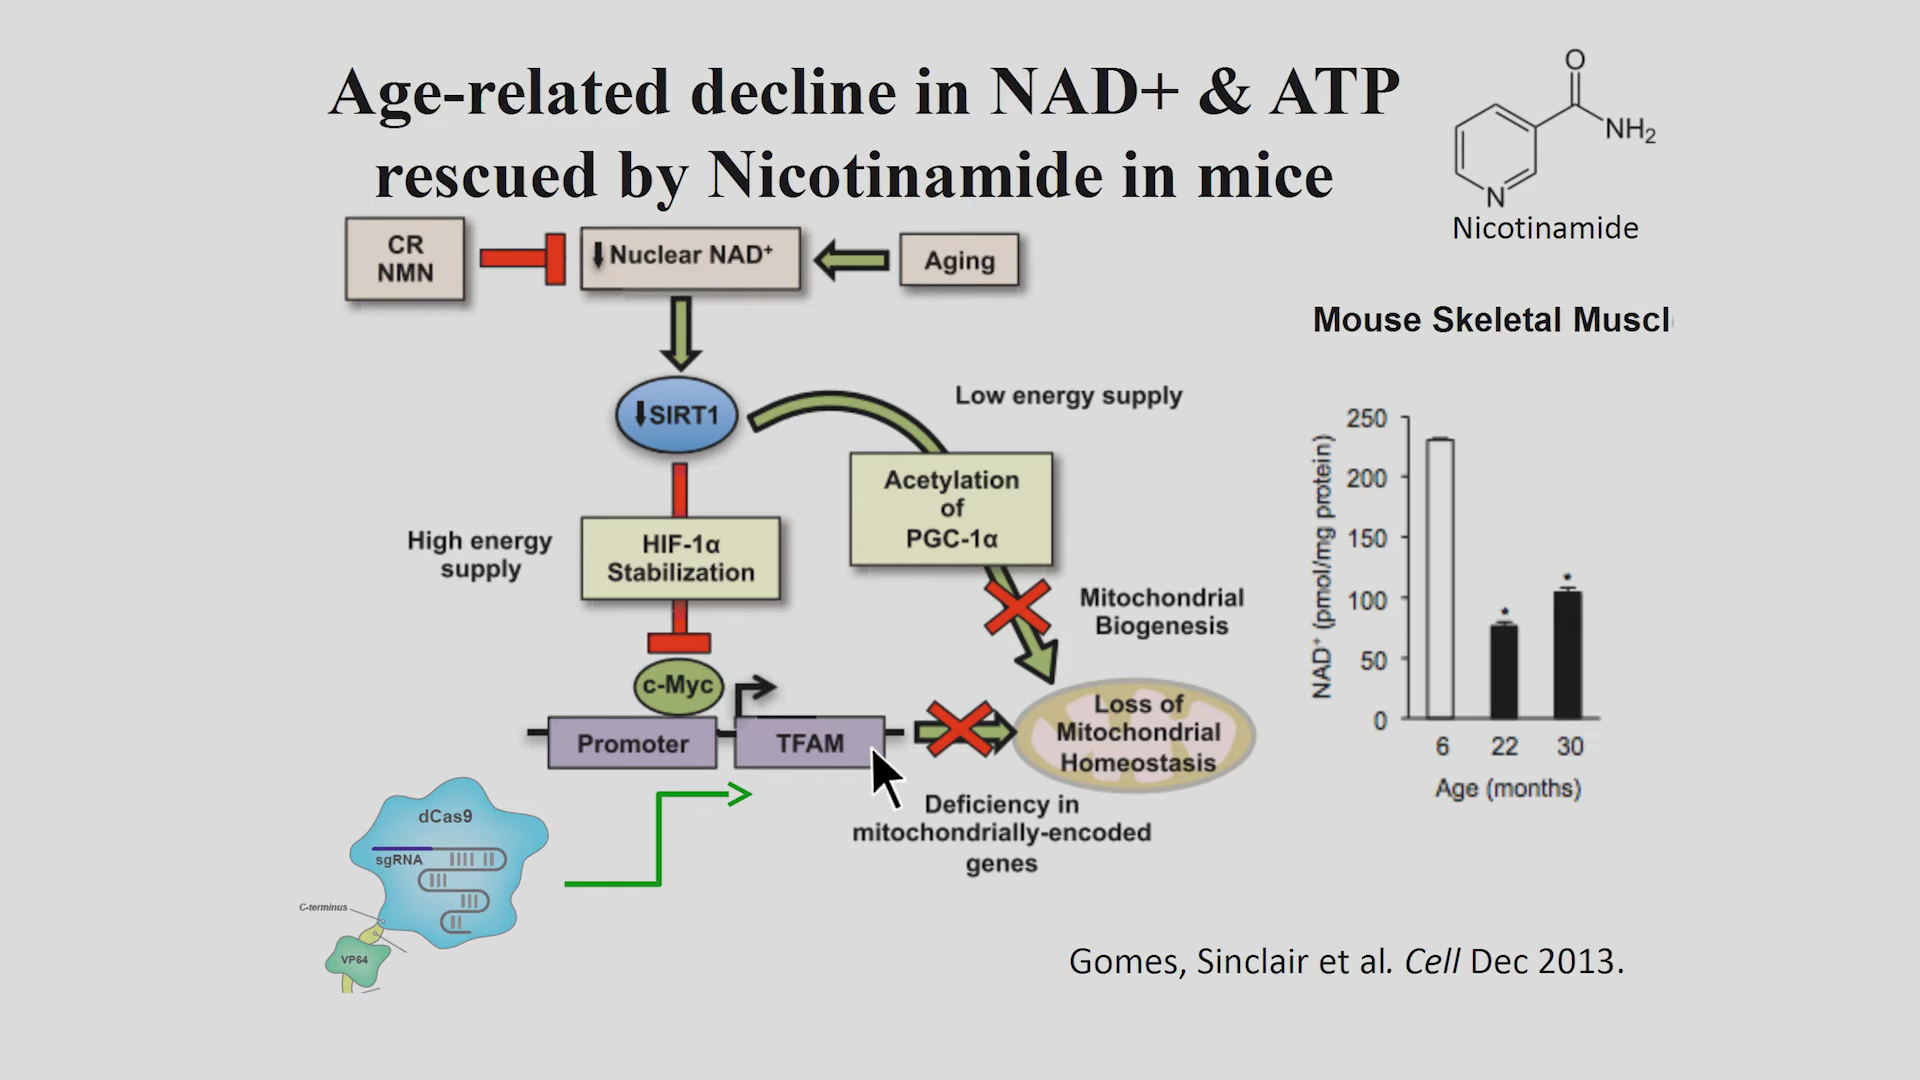 Age-related decline in NAD+ & ATP
rescued by Nicotinamide in mice
O
NH2
N
Nicotinamide
CR
NMN
Nuclear NAD+
Aging
SIRT1
Low energy supply
Acetylation
of
PGC-1α
High energy
supply
HIF-1α
Stabilization
Mitochondrial
Biogenesis
c-Myc
Promoter
TFAM
Loss of
Mitochondrial
Homeostasis
Deficiency in
mitochondrially-encoded
genes
dCas9
sgRNA
C-terminus
VP64
Mouse Skeletal Muscl
NAD+ (pmol/mg protein)
250
200
150
100
50
0
*
*
6 22 30
Age (months)
Gomes, Sinclair et al. Cell Dec 2013.